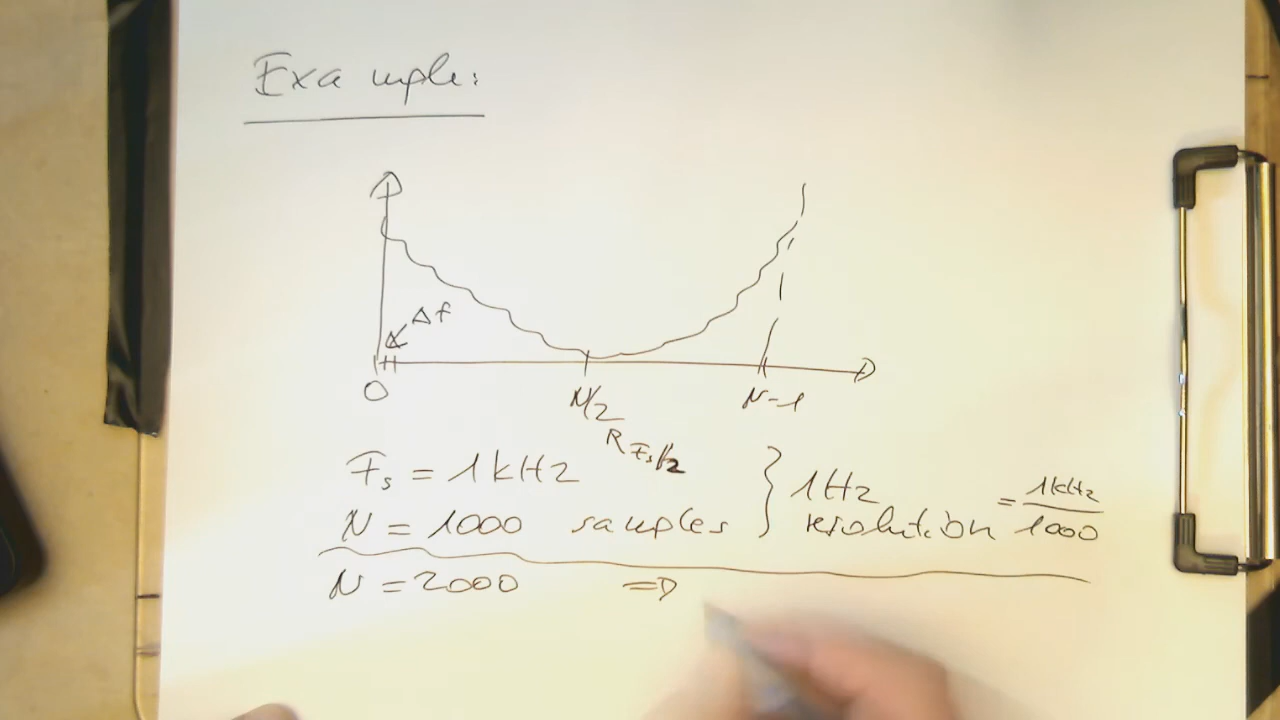 Example:
Δf
0 N/2 N-1
Fs/2
Fs = 1kHz
N = 1000 samples } 1Hz resolution = 1kHz/1000
N = 2000 =>